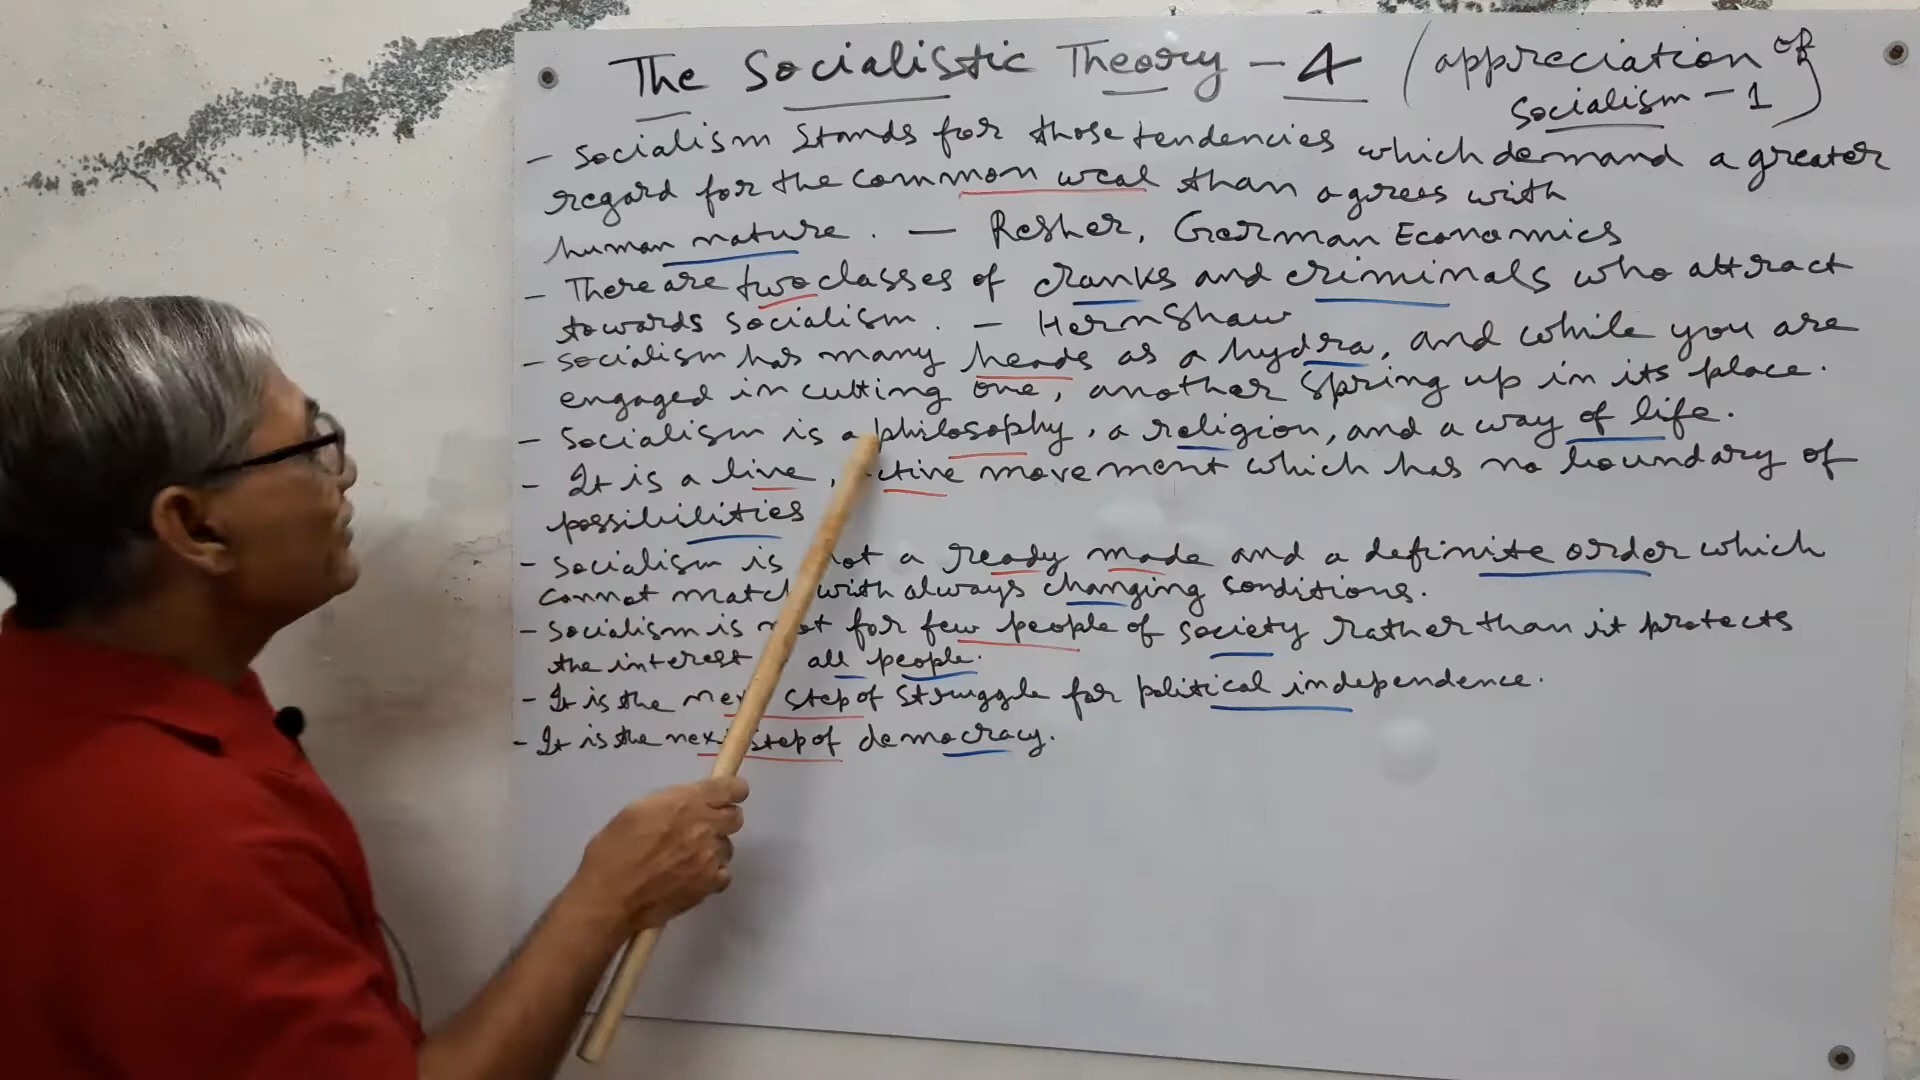 The Socialistic Theory - 4 (appreciation of
Socialism - 1)
- Socialism stands for those tendencies which demand a greater
regard for the common weal than agrees with
human nature. — Resher, German Economics
- There are two classes of cranks and criminals who attract
towards socialism. - Hernshaw
- Socialism has many heads as a hydra, and while you are
engaged in cutting one, another spring up in its place.
- Socialism is a philosophy, a religion, and a way of life.
- It is a live, ctive movement which has no boundary of
possibilities
- Socialism is not a ready made and a definite order which
cannot match with always changing conditions.
- Socialism is not for few people of society rather than it protects
the interest all people.
- It is the next step of struggle for political independence.
- It is the next step of democracy.